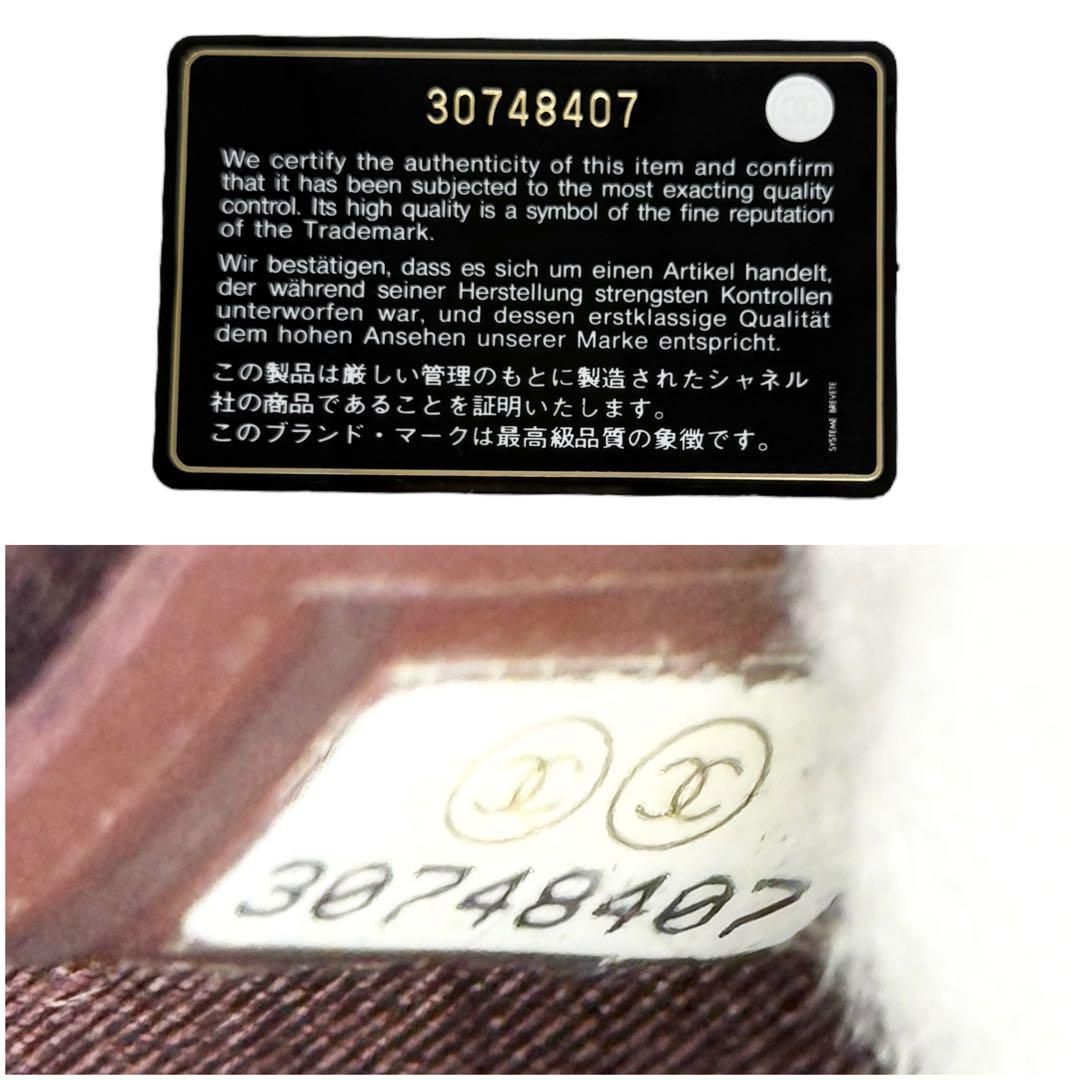 30748407
We certify the authenticity of this item and confirm
that it has been subjected to the most exacting quality
control. Its high quality is a symbol of the fine reputation
of the Trademark.
Wir bestätigen, dass es sich um einen Artikel handelt,
der während seiner Herstellung strengsten Kontrollen
unterworfen war, und dessen erstklassige Qualität
dem hohen Ansehen unserer Marke entspricht.
この製品は厳しい管理のもとに製造されたシャネル
社の商品であることを証明いたします。
このブランド・マークは最高級品質の象徴です。
SYSTEME BREVETE
30748407